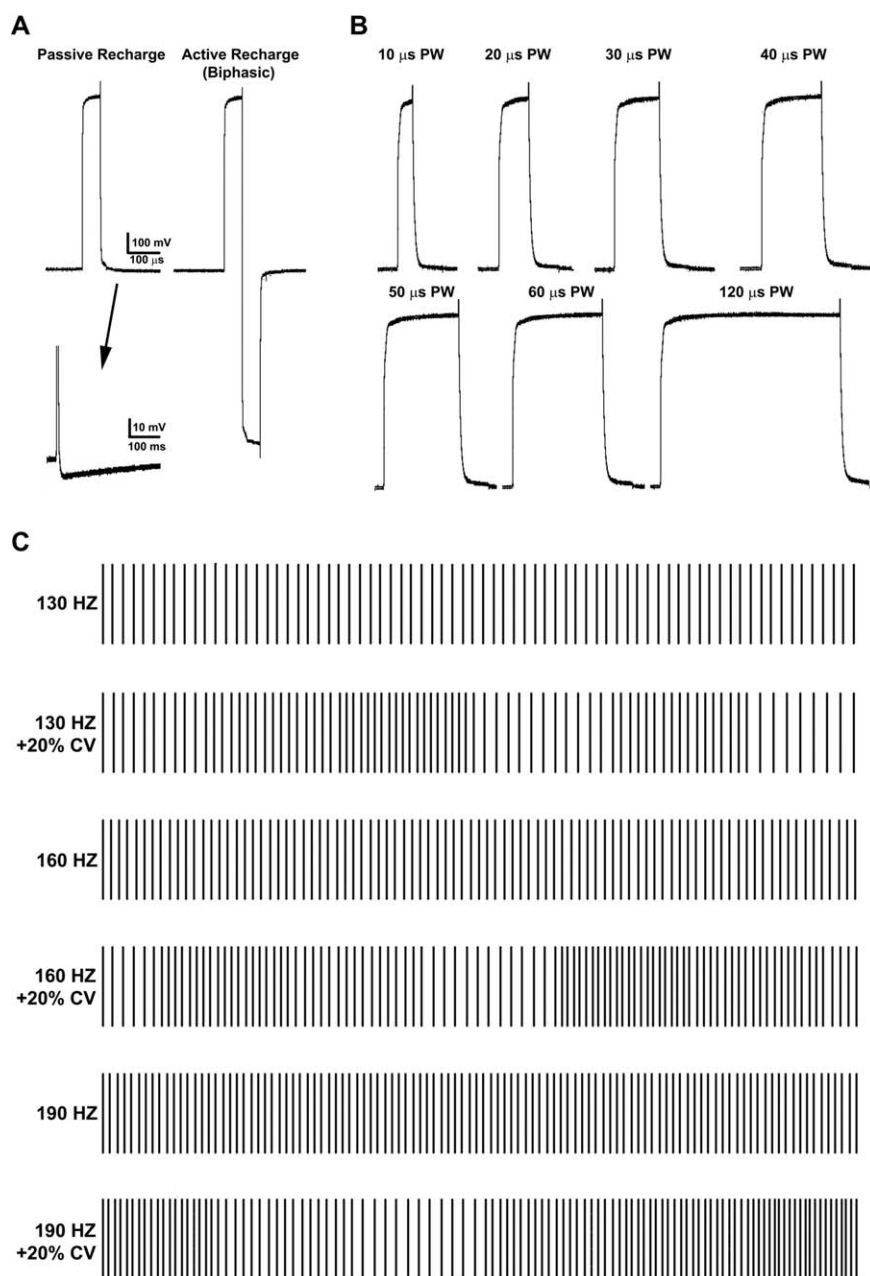 A
Passive Recharge
Active Recharge
(Biphasic)
100 mV
100 μs
10 mV
100 ms
B
10 μs PW
20 μs PW
30 μs PW
40 μs PW
50 μs PW
60 μs PW
120 μs PW
C
130 HZ
130 HZ
+20% CV
160 HZ
160 HZ
+20% CV
190 HZ
190 HZ
+20% CV